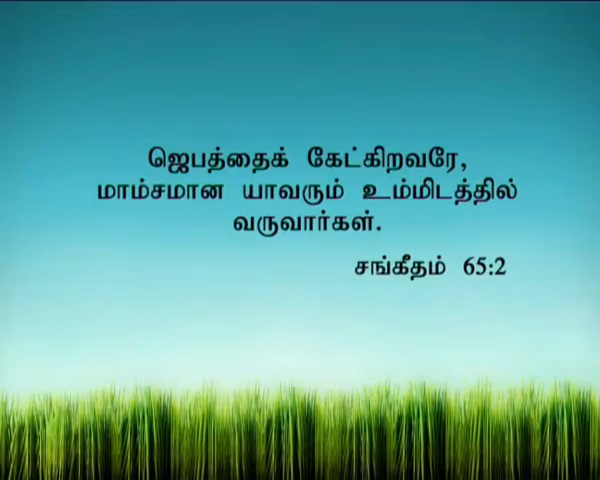 ஜெபத்தைக் கேட்கிறவரே,
மாம்சமான யாவரும் உம்மிடத்தில்
வருவார்கள்.
சங்கீதம் 65:2